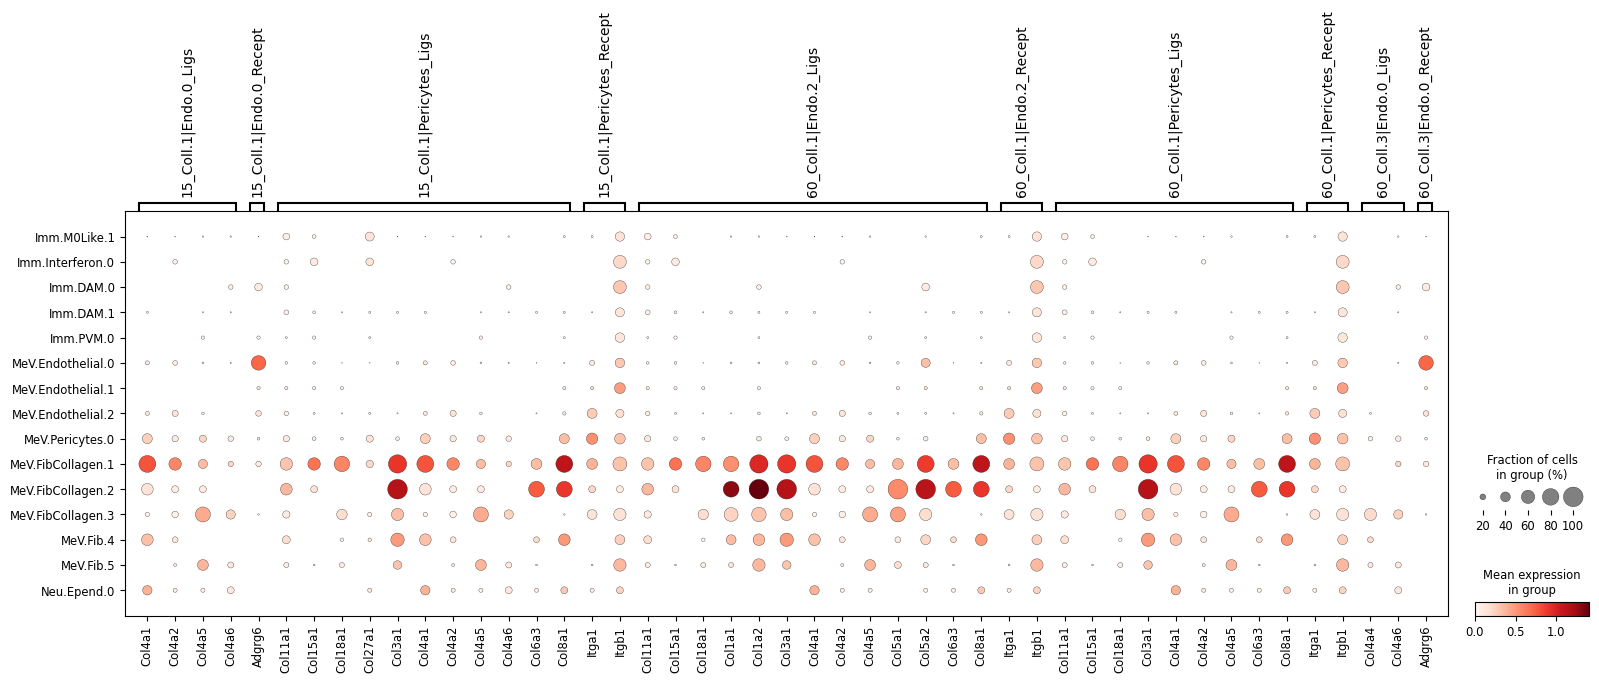 15_Coll.1|Endo.0_Ligs
15_Coll.1|Endo.0_Recept
15_Coll.1|Pericytes_Ligs
15_Coll.1|Pericytes_Recept
60_Coll.1|Endo.2_Ligs
60_Coll.1|Endo.2_Recept
60_Coll.1|Pericytes_Ligs
60_Coll.1|Pericytes_Recept
60_Coll.3|Endo.0_Ligs
60_Coll.3|Endo.0_Recept
Imm.M0Like.1
Imm.Interferon.0
Imm.DAM.0
Imm.DAM.1
Imm.PVM.0
MeV.Endothelial.0
MeV.Endothelial.1
MeV.Endothelial.2
MeV.Pericytes.0
MeV.FibCollagen.1
MeV.FibCollagen.2
MeV.FibCollagen.3
MeV.Fib.4
MeV.Fib.5
Neu.Epend.0
Col4a1
Col4a2
Col4a5
Col4a6
Adgrg6
Col11a1
Col15a1
Col18a1
Col27a1
Col3a1
Col4a1
Col4a2
Col4a5
Col4a6
Col6a3
Col8a1
Itga1
Itgb1
Col11a1
Col15a1
Col18a1
Col1a1
Col1a2
Col3a1
Col4a1
Col4a2
Col4a5
Col5a1
Col5a2
Col6a3
Col8a1
Itga1
Itgb1
Col11a1
Col15a1
Col18a1
Col3a1
Col4a1
Col4a2
Col4a5
Col6a3
Col8a1
Itga1
Itgb1
Col4a4
Col4a6
Adgrg6
Fraction of cells
in group (%)
20 40 60 80 100
Mean expression
in group
0.0 0.5 1.0